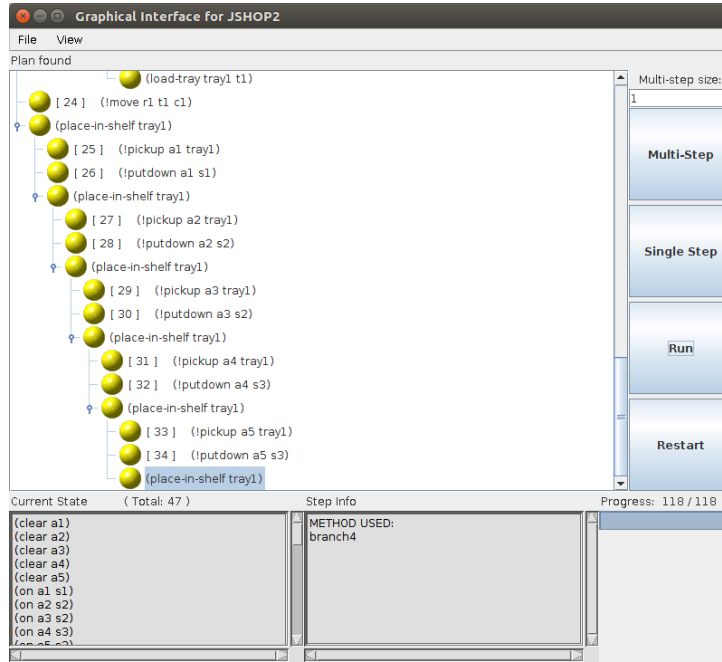 Graphical Interface for JSHOP2
File View
Plan found
(load-tray tray1 t1)
[ 24 ] (!move r1 t1 c1)
(place-in-shelf tray1)
[ 25 ] (!pickup a1 tray1)
[ 26 ] (!putdown a1 s1)
(place-in-shelf tray1)
[ 27 ] (!pickup a2 tray1)
[ 28 ] (!putdown a2 s2)
(place-in-shelf tray1)
[ 29 ] (!pickup a3 tray1)
[ 30 ] (!putdown a3 s2)
(place-in-shelf tray1)
[ 31 ] (!pickup a4 tray1)
[ 32 ] (!putdown a4 s3)
(place-in-shelf tray1)
[ 33 ] (!pickup a5 tray1)
[ 34 ] (!putdown a5 s3)
(place-in-shelf tray1)
Multi-step size:
1
Multi-Step
Single Step
Run
Restart
Current State ( Total: 47 )
(clear a1)
(clear a2)
(clear a3)
(clear a4)
(clear a5)
(on a1 s1)
(on a2 s2)
(on a3 s2)
(on a4 s3)
Step Info
METHOD USED:
branch4
Progress: 118 / 118